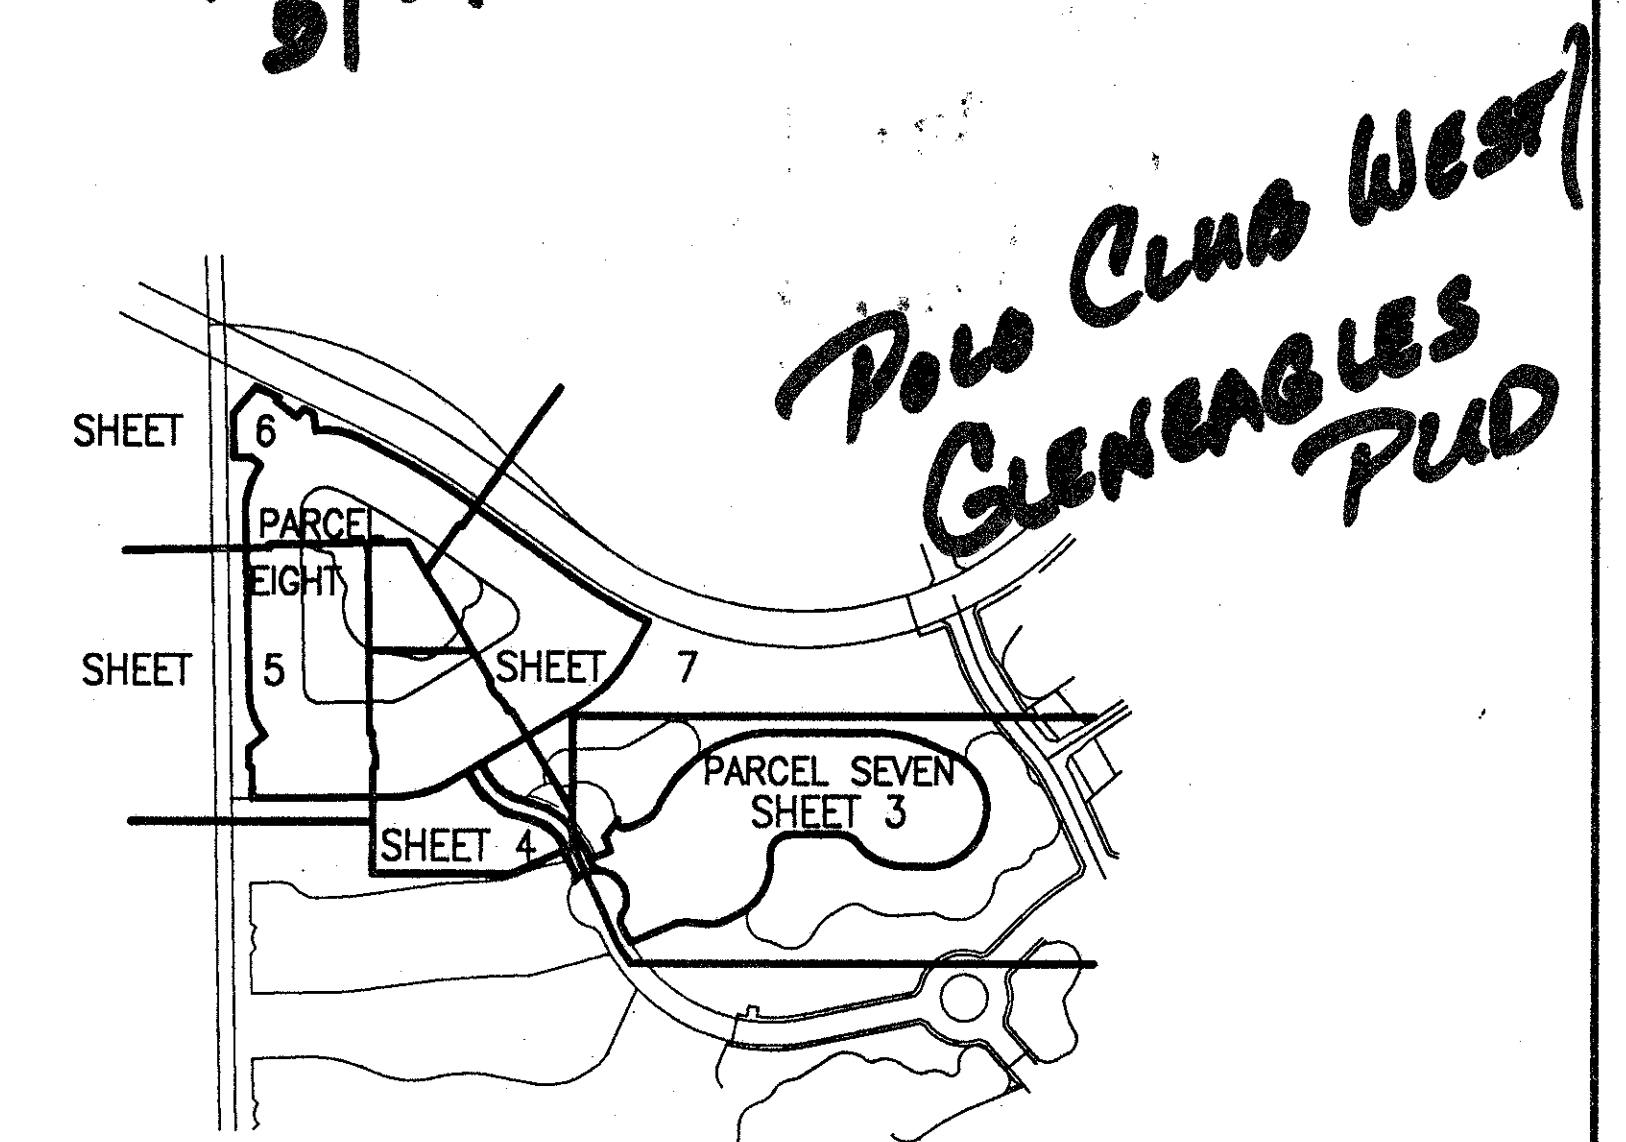 POLO CLUB WEST/
GLENEAGLES
PUD
SHEET 6
PARCEL
EIGHT
SHEET 5
SHEET 7
PARCEL SEVEN
SHEET 3
SHEET 4